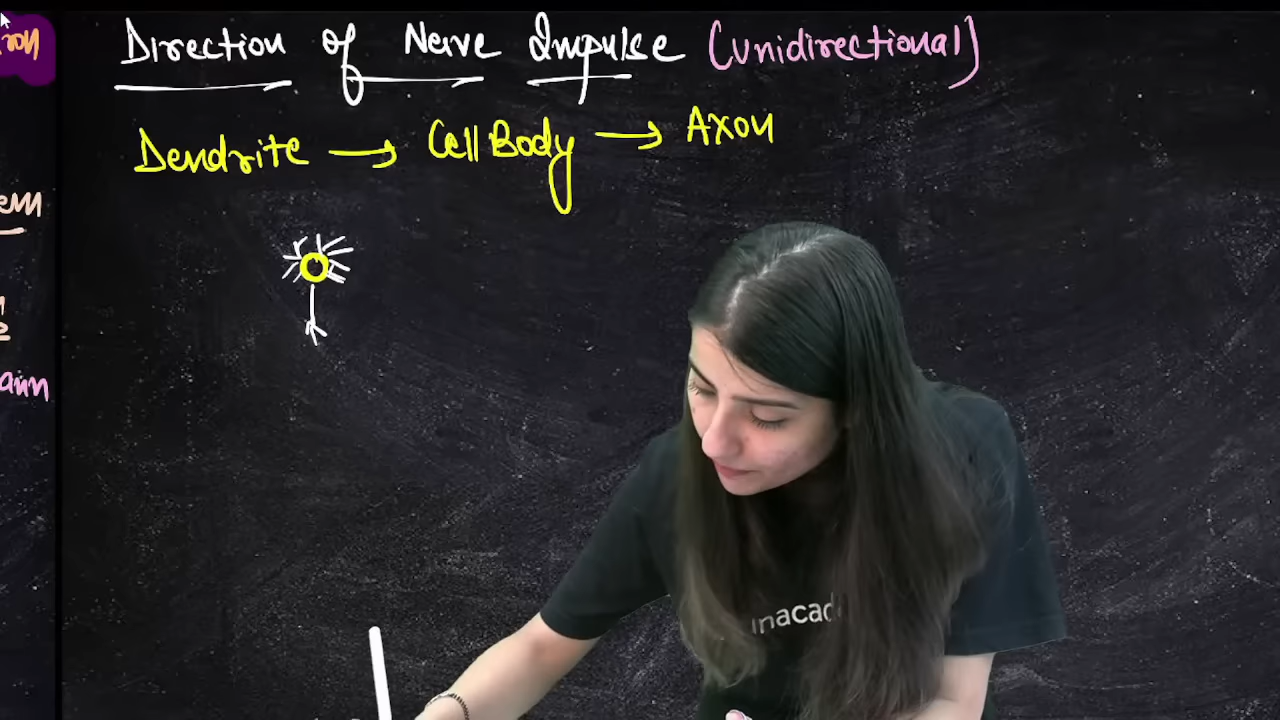 Direction of Nerve Impulse (Unidirectional)
Dendrite → Cell Body → Axon